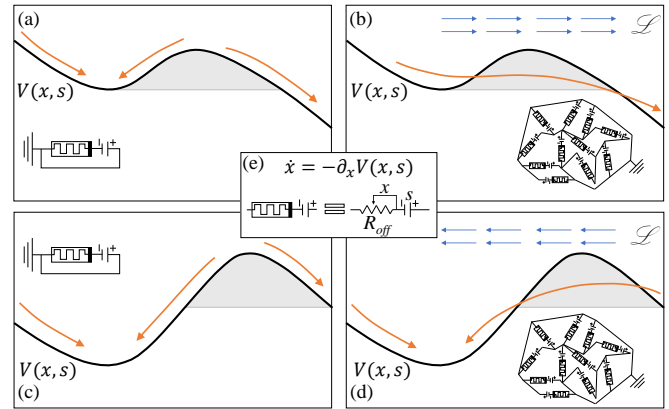 (a)
V(x, s)
+
(b)
ℒ
V(x, s)
(e)
ẋ = −∂ₓV(x, s)
x
s
+
+
R_off
+
V(x, s)
(c)
ℒ
V(x, s)
(d)